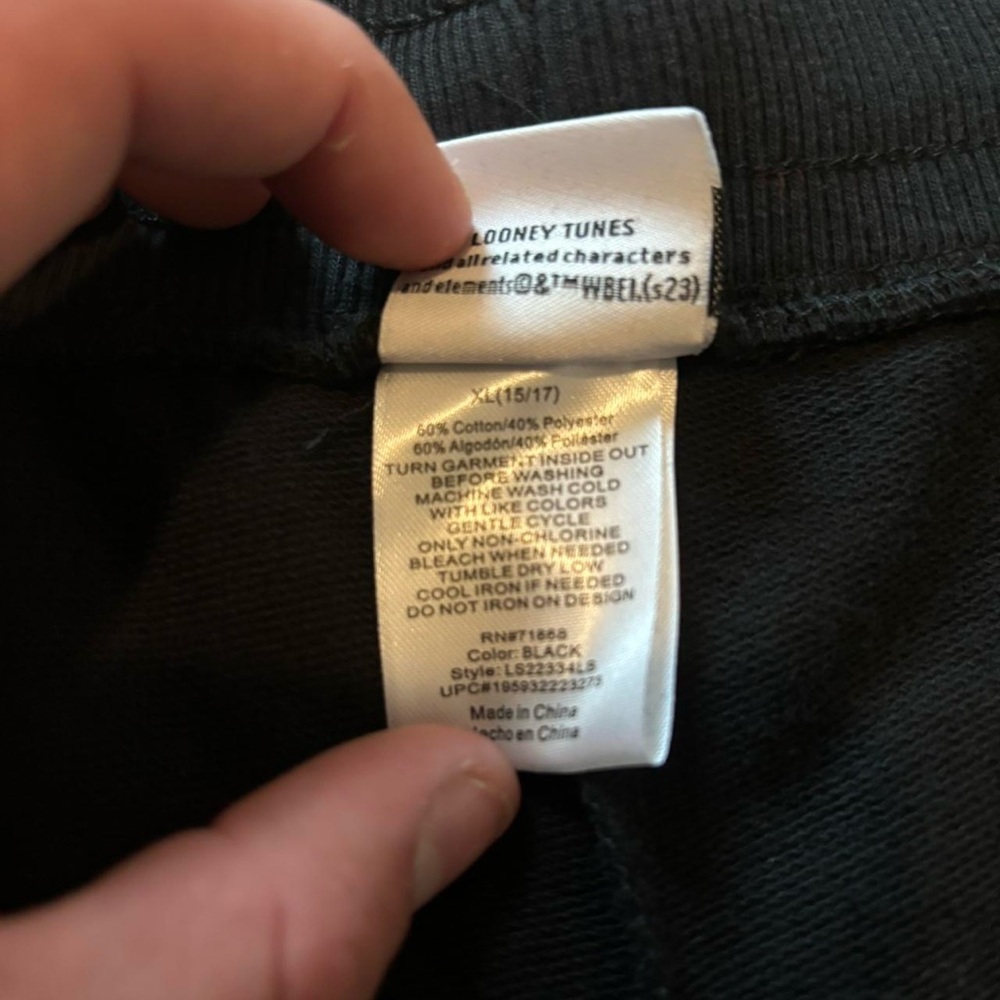 LOONEY TUNES
all related characters
and elements©&™WBEI.(s23)
XL(15/17)
60% Cotton/40% Polyester
60% Algodón/40% Poliéster
TURN GARMENT INSIDE OUT
BEFORE WASHING
MACHINE WASH COLD
WITH LIKE COLORS
GENTLE CYCLE
ONLY NON-CHLORINE
BLEACH WHEN NEEDED
TUMBLE DRY LOW
COOL IRON IF NEEDED
DO NOT IRON ON DESIGN
RN#71868
Color: BLACK
Style: LS22334LS
UPC#195932223273
Made in China
en China